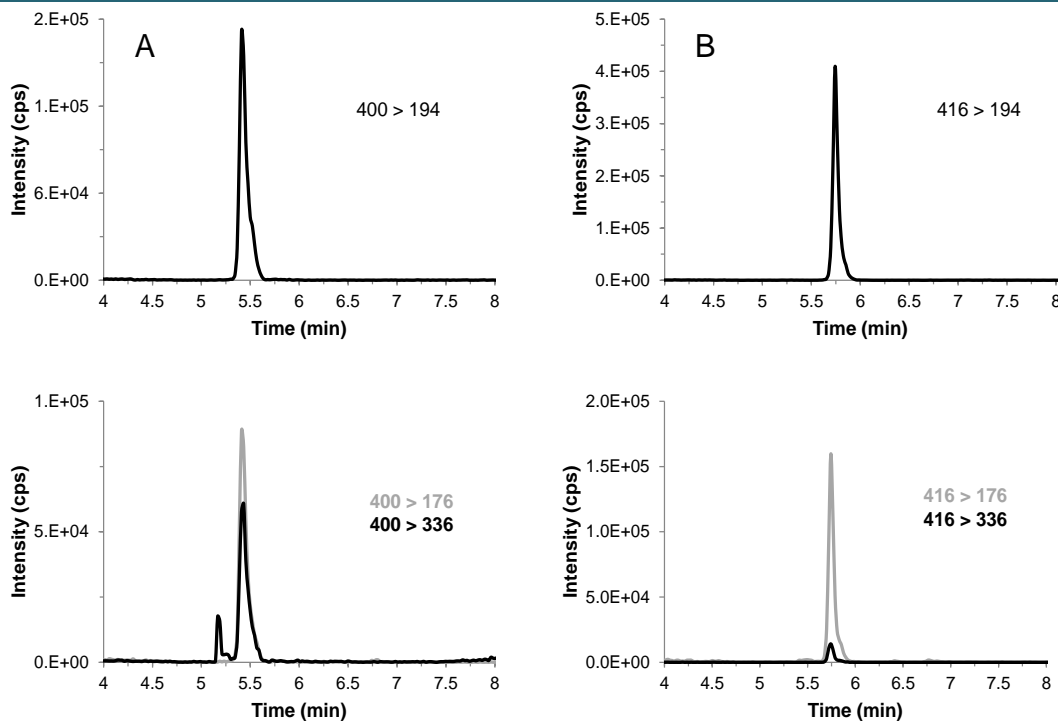 A
400 > 194
Intensity (cps)
2.E+05
1.E+05
6.E+04
0.E+00
4 4.5 5 5.5 6 6.5 7 7.5 8
Time (min)
B
416 > 194
Intensity (cps)
5.E+05
4.E+05
3.E+05
2.E+05
1.E+05
0.E+00
4 4.5 5 5.5 6 6.5 7 7.5 8
Time (min)
400 > 176
400 > 336
Intensity (cps)
1.E+05
5.E+04
0.E+00
4 4.5 5 5.5 6 6.5 7 7.5 8
Time (min)
416 > 176
416 > 336
Intensity (cps)
2.0E+05
1.5E+05
1.0E+05
5.0E+04
0.0E+00
4 4.5 5 5.5 6 6.5 7 7.5 8
Time (min)